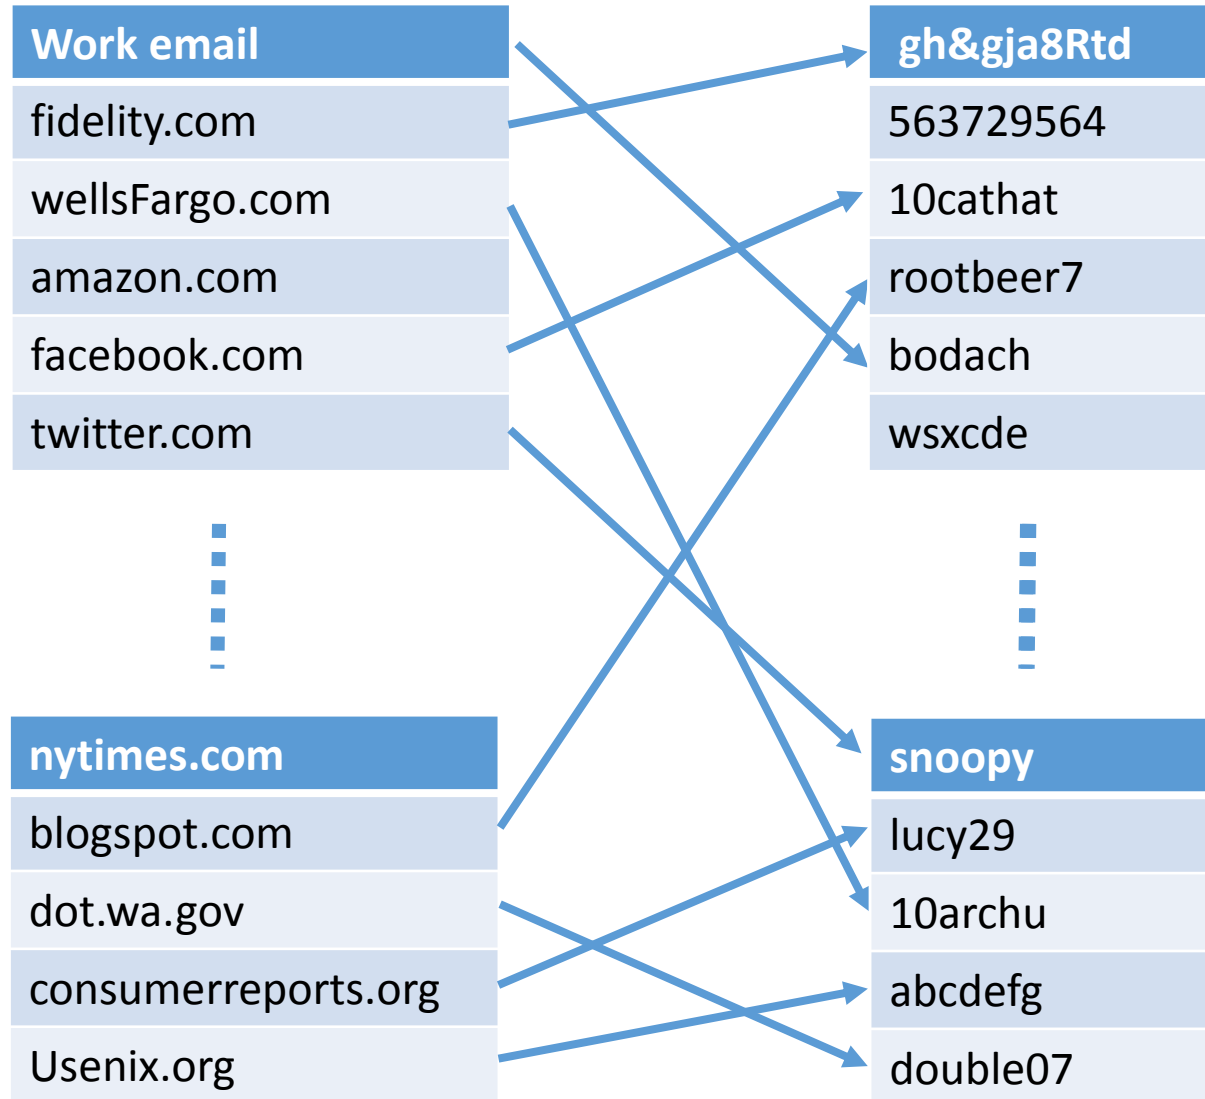 Work email
fidelity.com
wellsFargo.com
amazon.com
facebook.com
twitter.com
nytimes.com
blogspot.com
dot.wa.gov
consumerreports.org
Usenix.org
gh&gja8Rtd
563729564
10cathat
rootbeer7
bodach
wsxcde
snoopy
lucy29
10archu
abcdefg
double07